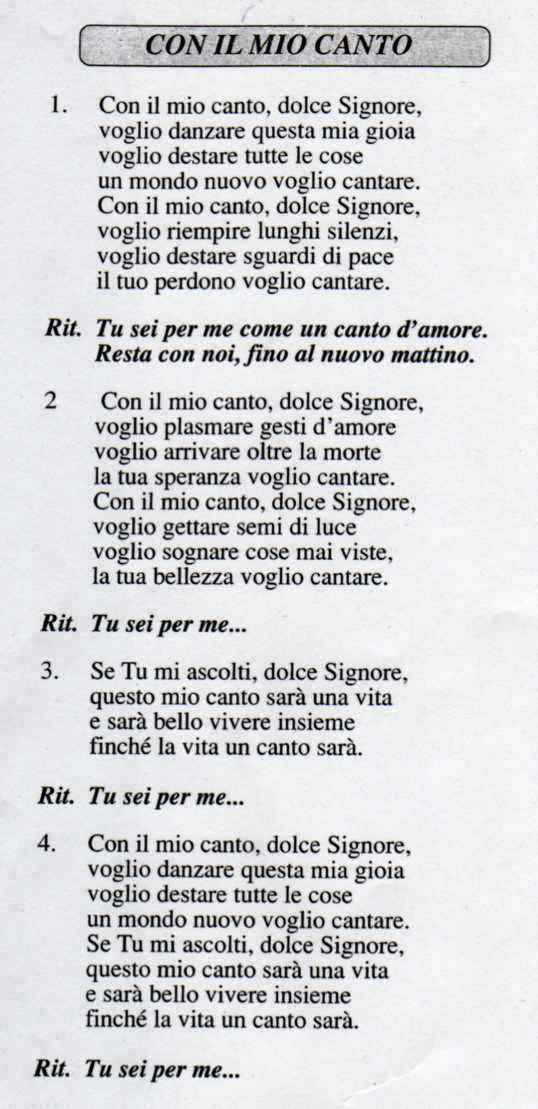 CON IL MIO CANTO
1. Con il mio canto, dolce Signore,
voglio danzare questa mia gioia
voglio destare tutte le cose
un mondo nuovo voglio cantare.
Con il mio canto, dolce Signore,
voglio riempire lunghi silenzi,
voglio destare sguardi di pace
il tuo perdono voglio cantare.
Rit. Tu sei per me come un canto d'amore.
Resta con noi, fino al nuovo mattino.
2 Con il mio canto, dolce Signore,
voglio plasmare gesti d'amore
voglio arrivare oltre la morte
la tua speranza voglio cantare.
Con il mio canto, dolce Signore,
voglio gettare semi di luce
voglio sognare cose mai viste,
la tua bellezza voglio cantare.
Rit. Tu sei per me...
3. Se Tu mi ascolti, dolce Signore,
questo mio canto sarà una vita
e sarà bello vivere insieme
finché la vita un canto sarà.
Rit. Tu sei per me...
4. Con il mio canto, dolce Signore,
voglio danzare questa mia gioia
voglio destare tutte le cose
un mondo nuovo voglio cantare.
Se Tu mi ascolti, dolce Signore,
questo mio canto sarà una vita
e sarà bello vivere insieme
finché la vita un canto sarà.
Rit. Tu sei per me...